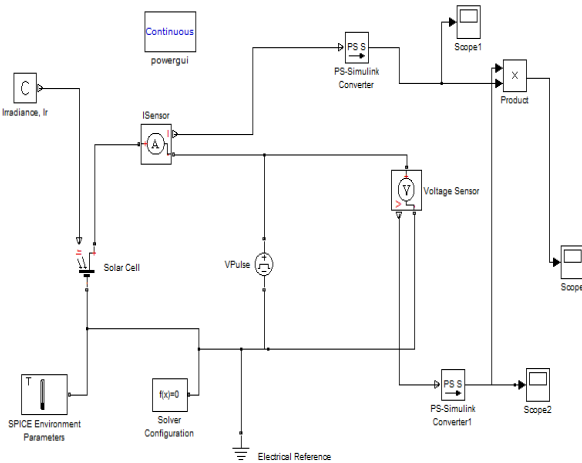 Continuous
powergui
PS S
PS-Simulink
Converter
Scope1
C
Irradiance, Ir
ISensor
A
I
X
Product
V
V
Voltage Sensor
Scope
Solar Cell
VPulse
T
SPICE Environment
Parameters
f(x)=0
Solver
Configuration
PS S
PS-Simulink
Converter1
Scope2
Electrical Reference